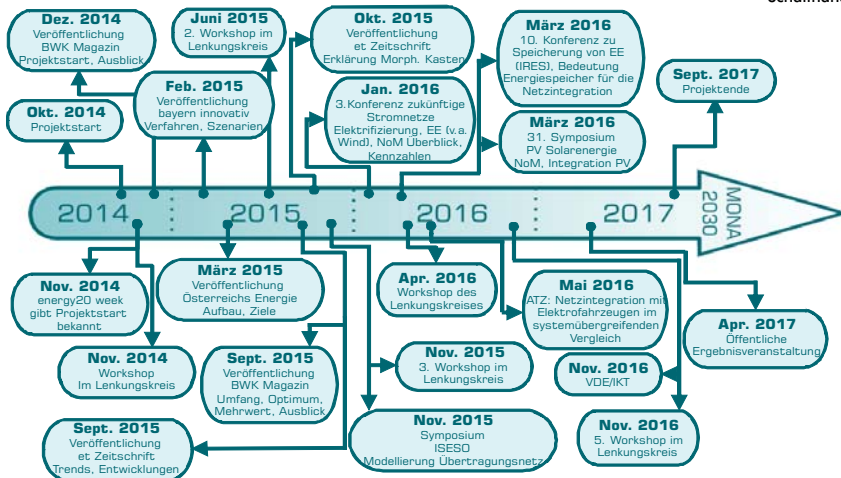 Dez. 2014
Veröffentlichung
BWK Magazin
Projektstart, Ausblick
Juni 2015
2. Workshop im
Lenkungskreis
Okt. 2015
Veröffentlichung
et Zeitschrift
Erklärung Morph. Kasten
März 2016
10. Konferenz zu
Speicherung von EE
(IRES), Bedeutung
Energiespeicher für die
Netzintegration
Okt. 2014
Projektstart
Feb. 2015
Veröffentlichung
bayern innovativ
Verfahren, Szenarien
Jan. 2016
3.Konferenz zukünftige
Stromnetze
Elektrifizierung, EE (v.a.
Wind), NoM Überblick,
Kennzahlen
März 2016
31. Symposium
PV Solarenergie
NoM, Integration PV
Sept. 2017
Projektende
2014
2015
2016
2017
MONA
2030
Nov. 2014
energy20 week
gibt Projektstart
bekannt
Nov. 2014
Workshop
Im Lenkungskreis
März 2015
Veröffentlichung
Österreichs Energie
Aufbau, Ziele
Sept. 2015
Veröffentlichung
BWK Magazin
Umfang, Optimum,
Mehrwert, Ausblick
Sept. 2015
Veröffentlichung
et Zeitschrift
Trends, Entwicklungen
Apr. 2016
Workshop des
Lenkungskreises
Nov. 2015
3. Workshop im
Lenkungskreis
Nov. 2015
Symposium
ISESO
Modellierung Übertragungsnetz
Mai 2016
ATZ: Netzintegration mit
Elektrofahrzeugen im
systemübergreifenden
Vergleich
Nov. 2016
VDE/IKT
Nov. 2016
5. Workshop im
Lenkungskreis
Apr. 2017
Öffentliche
Ergebnisveranstaltung